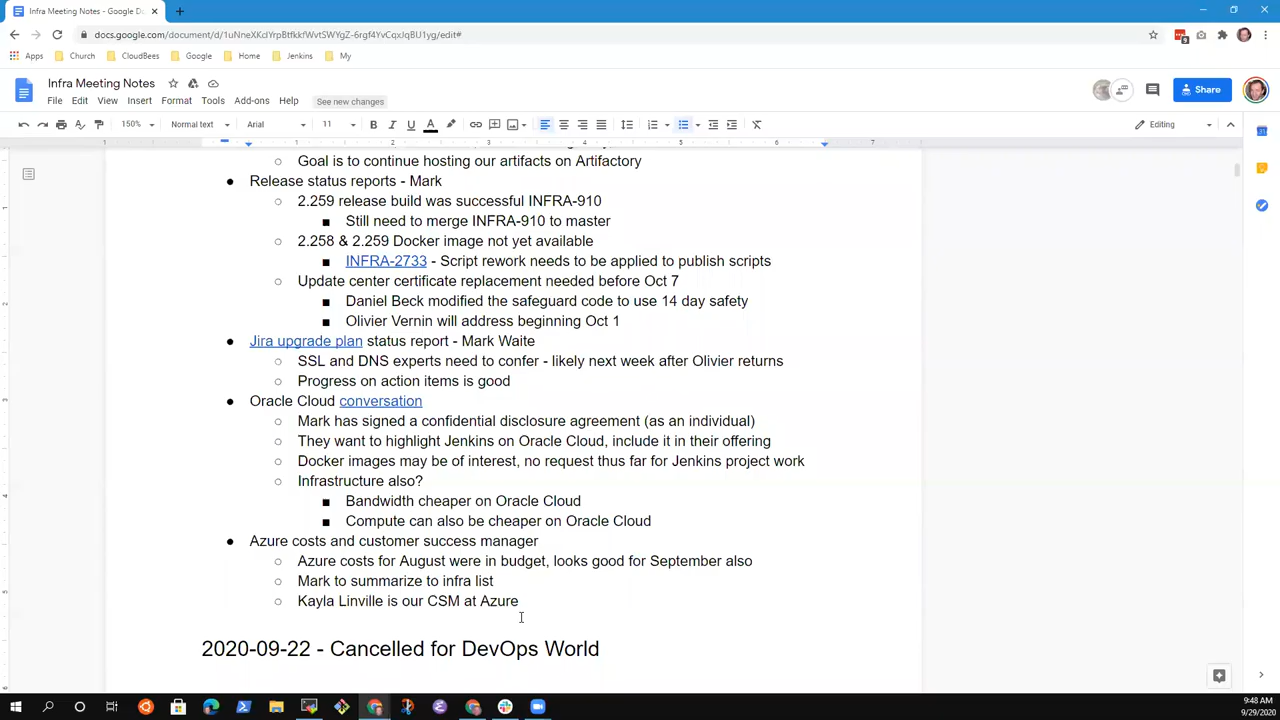 Infra Meeting Notes - Google D
docs.google.com/document/d/1uNneXKcIYrpBtfkkfWvtSWYgZ-6rgf4YvCqxJqBU1yg/edit#
Apps Church CloudBees Google Home Jenkins My
Infra Meeting Notes
File Edit View Insert Format Tools Add-ons Help See new changes
Share
150% Normal text Arial 11 Editing
1 1 2 3 4 5 6 7
Goal is to continue hosting our artifacts on Artifactory
Release status reports - Mark
2.259 release build was successful INFRA-910
Still need to merge INFRA-910 to master
2.258 & 2.259 Docker image not yet available
INFRA-2733 - Script rework needs to be applied to publish scripts
Update center certificate replacement needed before Oct 7
Daniel Beck modified the safeguard code to use 14 day safety
Olivier Vernin will address beginning Oct 1
Jira upgrade plan status report - Mark Waite
SSL and DNS experts need to confer - likely next week after Olivier returns
Progress on action items is good
Oracle Cloud conversation
Mark has signed a confidential disclosure agreement (as an individual)
They want to highlight Jenkins on Oracle Cloud, include it in their offering
Docker images may be of interest, no request thus far for Jenkins project work
Infrastructure also?
Bandwidth cheaper on Oracle Cloud
Compute can also be cheaper on Oracle Cloud
Azure costs and customer success manager
Azure costs for August were in budget, looks good for September also
Mark to summarize to infra list
Kayla Linville is our CSM at Azure
2020-09-22 - Cancelled for DevOps World
9:48 AM
9/29/2020